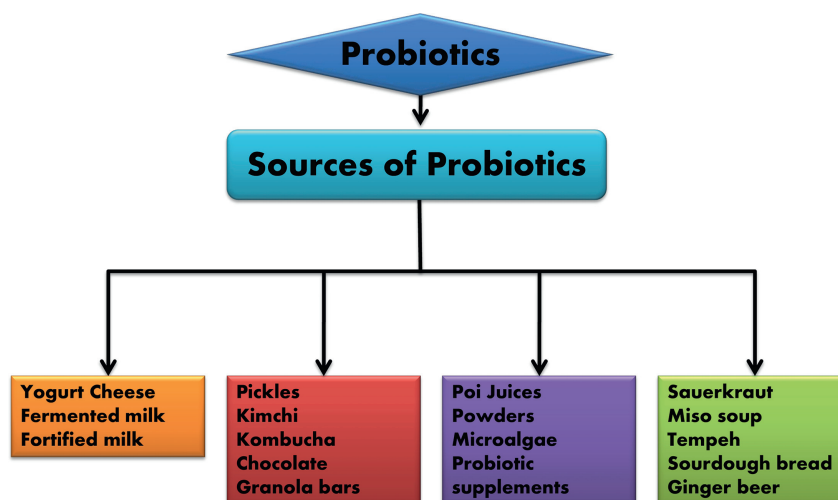 Probiotics
Sources of Probiotics
Yogurt Cheese
Fermented milk
Fortified milk
Pickles
Kimchi
Kombucha
Chocolate
Granola bars
Poi Juices
Powders
Microalgae
Probiotic
supplements
Sauerkraut
Miso soup
Tempeh
Sourdough bread
Ginger beer